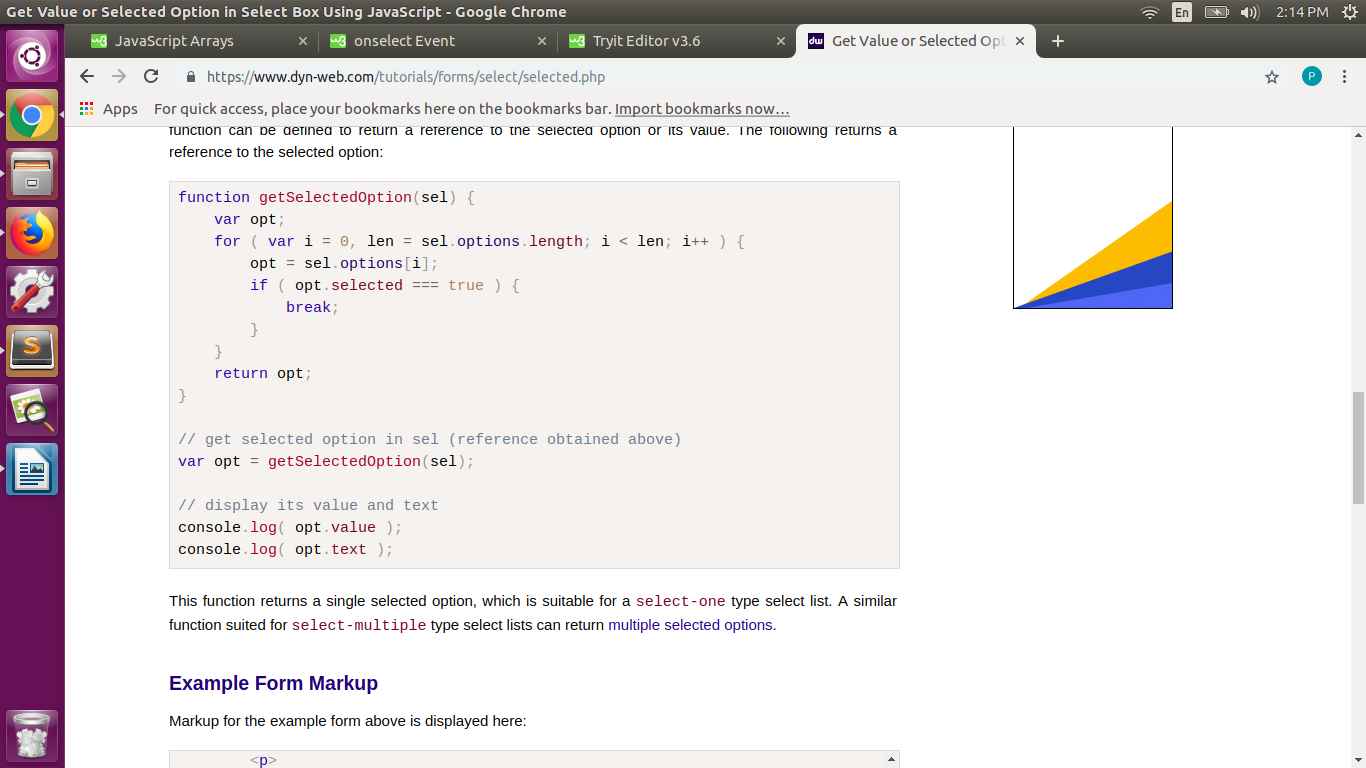 Get Value or Selected Option in Select Box Using JavaScript - Google Chrome
En
2:14 PM
JavaScript Arrays
onselect Event
Tryit Editor v3.6
dw
Get Value or Selected Opt
https://www.dyn-web.com/tutorials/forms/select/selected.php
P
Apps
For quick access, place your bookmarks here on the bookmarks bar. Import bookmarks now…
function can be defined to return a reference to the selected option or its value. The following returns a
reference to the selected option:
function getSelectedOption(sel) {
    var opt;
    for ( var i = 0, len = sel.options.length; i < len; i++ ) {
        opt = sel.options[i];
        if ( opt.selected === true ) {
            break;
        }
    }
    return opt;
}
// get selected option in sel (reference obtained above)
var opt = getSelectedOption(sel);
// display its value and text
console.log( opt.value );
console.log( opt.text );
This function returns a single selected option, which is suitable for a select-one type select list. A similar
function suited for select-multiple type select lists can return multiple selected options.
Example Form Markup
Markup for the example form above is displayed here:
<p>